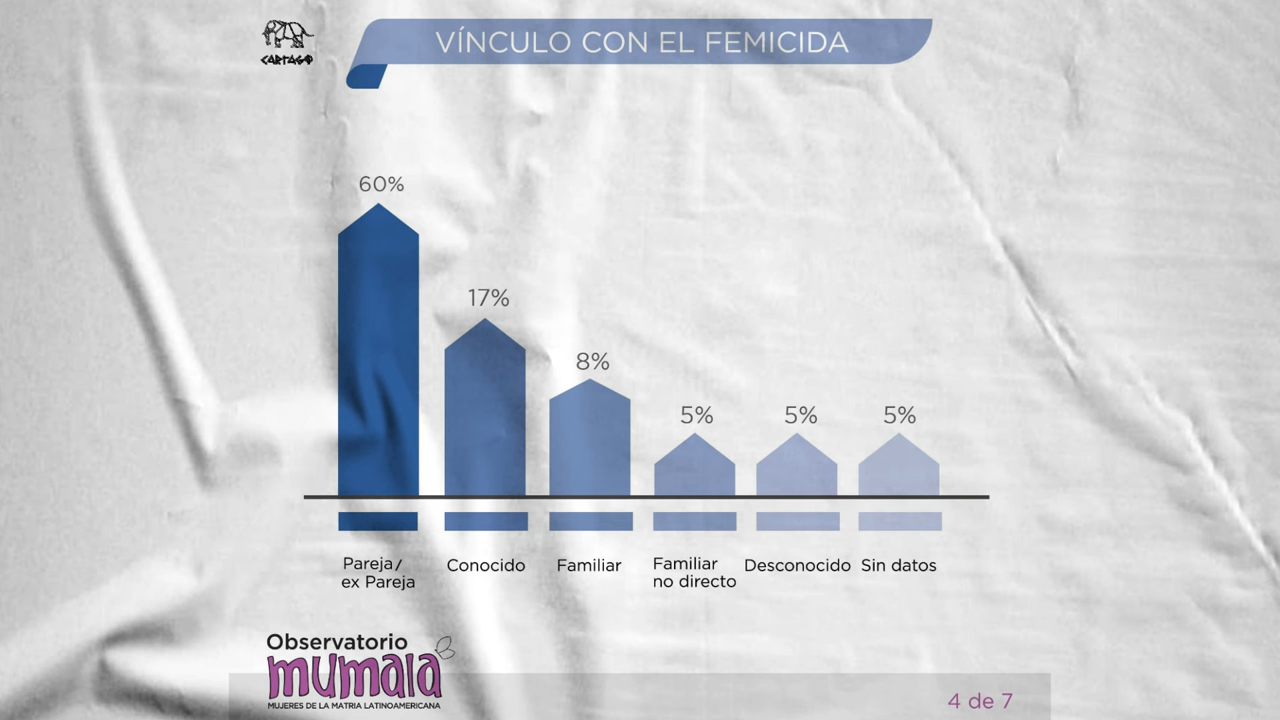 CARTAGO
VÍNCULO CON EL FEMICIDA
60%
17%
8%
5%
5%
5%
Pareja/
ex Pareja
Conocido
Familiar
Familiar
no directo
Desconocido
Sin datos
Observatorio
mumala
MUJERES DE LA MATRIA LATINOAMERICANA
4 de 7